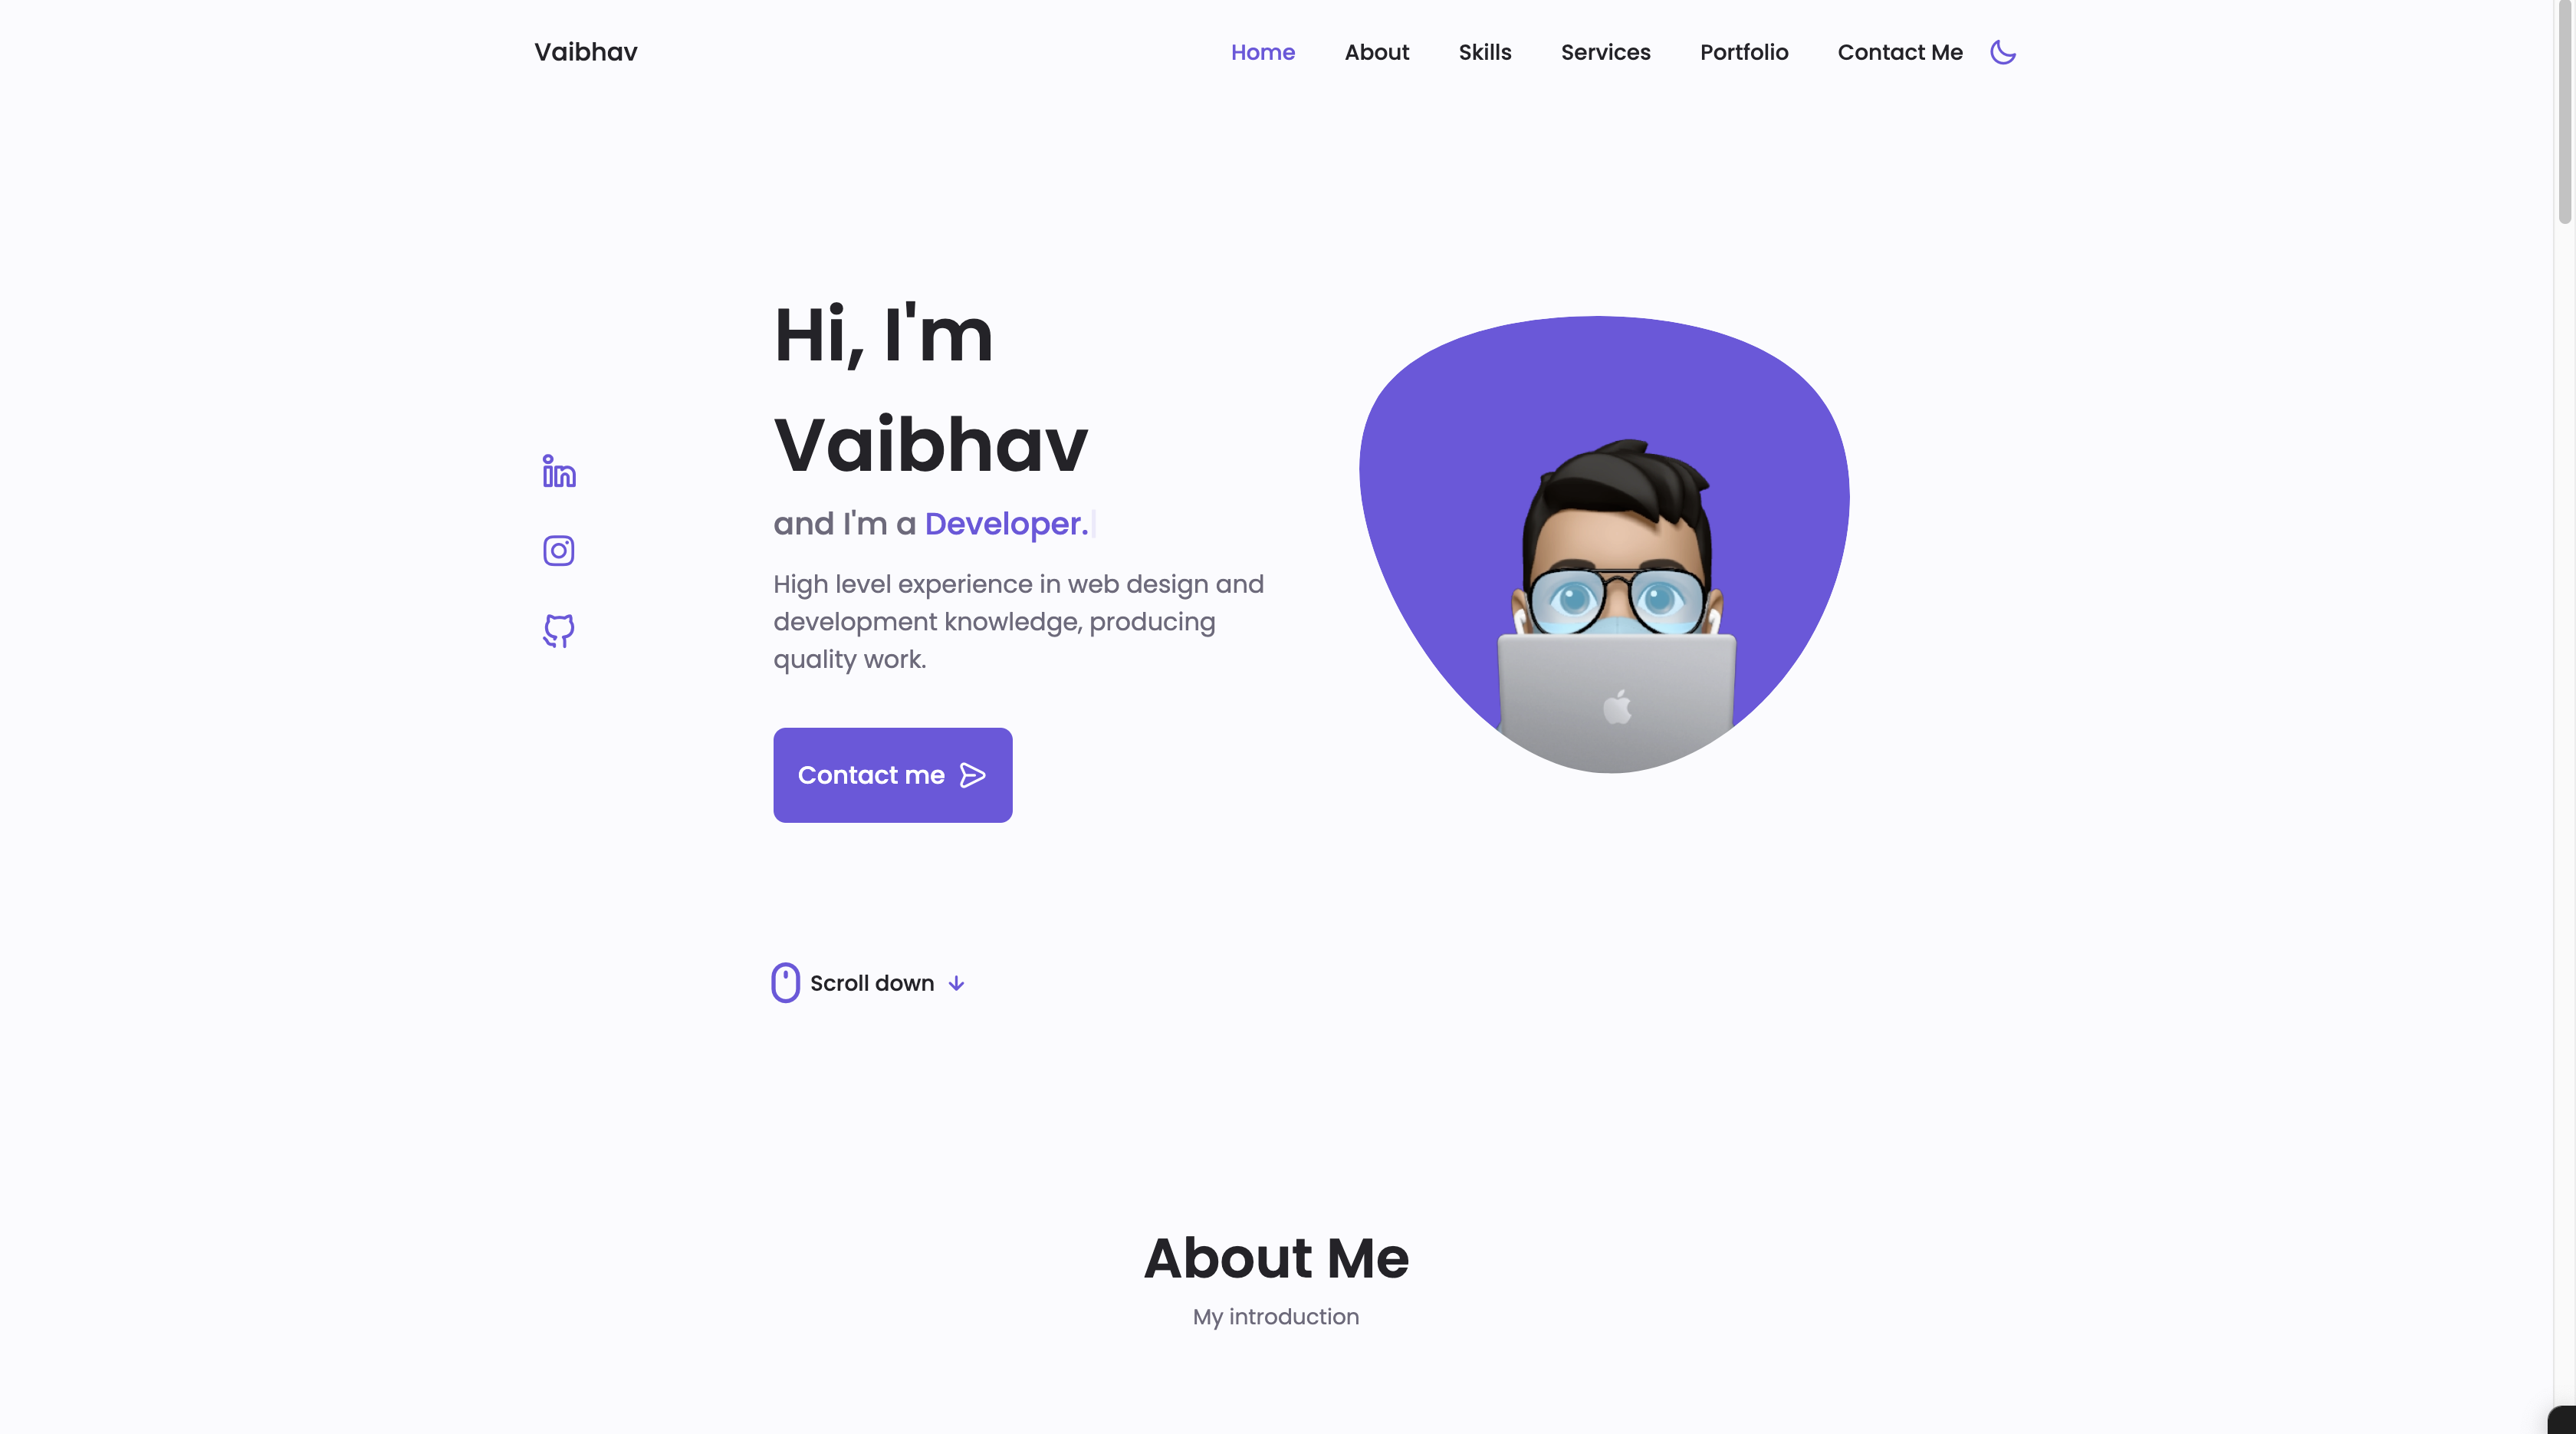 Vaibhav
Home About Skills Services Portfolio Contact Me
Hi, I'm
Vaibhav
and I'm a Developer.
High level experience in web design and
development knowledge, producing
quality work.
Contact me
Scroll down
About Me
My introduction